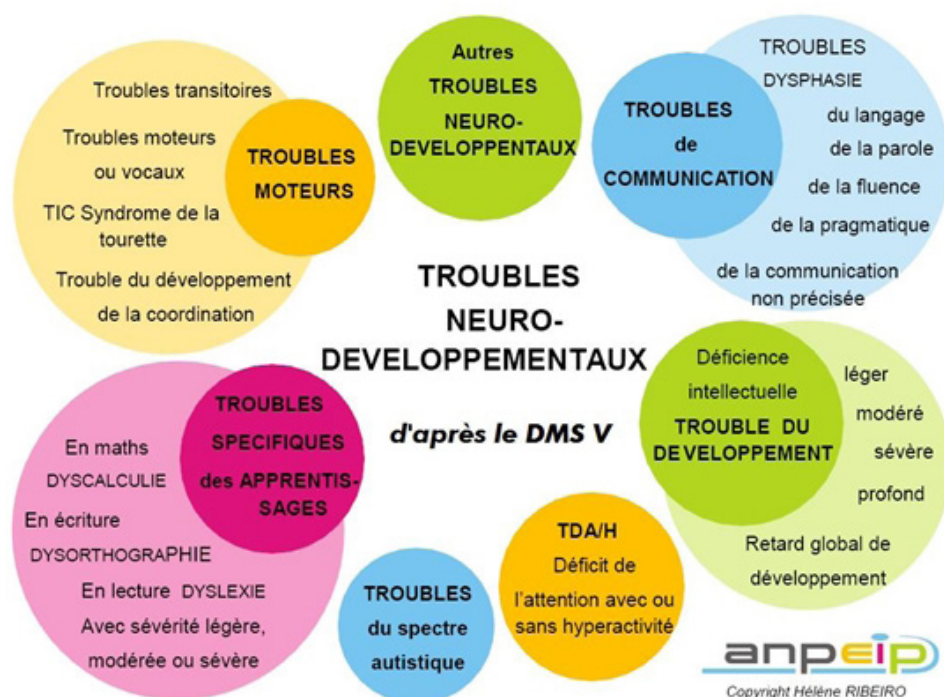 Troubles transitoires
Troubles moteurs
ou vocaux
TIC Syndrome de la
tourette
Trouble du développement
de la coordination
TROUBLES
MOTEURS
Autres
TROUBLES
NEURO-
DEVELOPPENTAUX
TROUBLES
de
COMMUNICATION
TROUBLES
DYSPHASIE
du langage
de la parole
de la fluence
de la pragmatique
de la communication
non précisée
TROUBLES
NEURO-
DEVELOPPEMENTAUX
d'après le DMS V
TROUBLES
SPECIFIQUES
des APPRENTIS-
SAGES
En maths
DYSCALCULIE
En écriture
DYSORTHOGRAPHIE
En lecture DYSLEXIE
Avec sévérité légère,
modérée ou sévère
TROUBLES
du spectre
autistique
TDA/H
Déficit de
l'attention avec ou
sans hyperactivité
Déficience
intellectuelle
TROUBLE DU
DEVELOPPEMENT
léger
modéré
sévère
profond
Retard global de
développement
anpeip
Copyright Hélène RIBEIRO